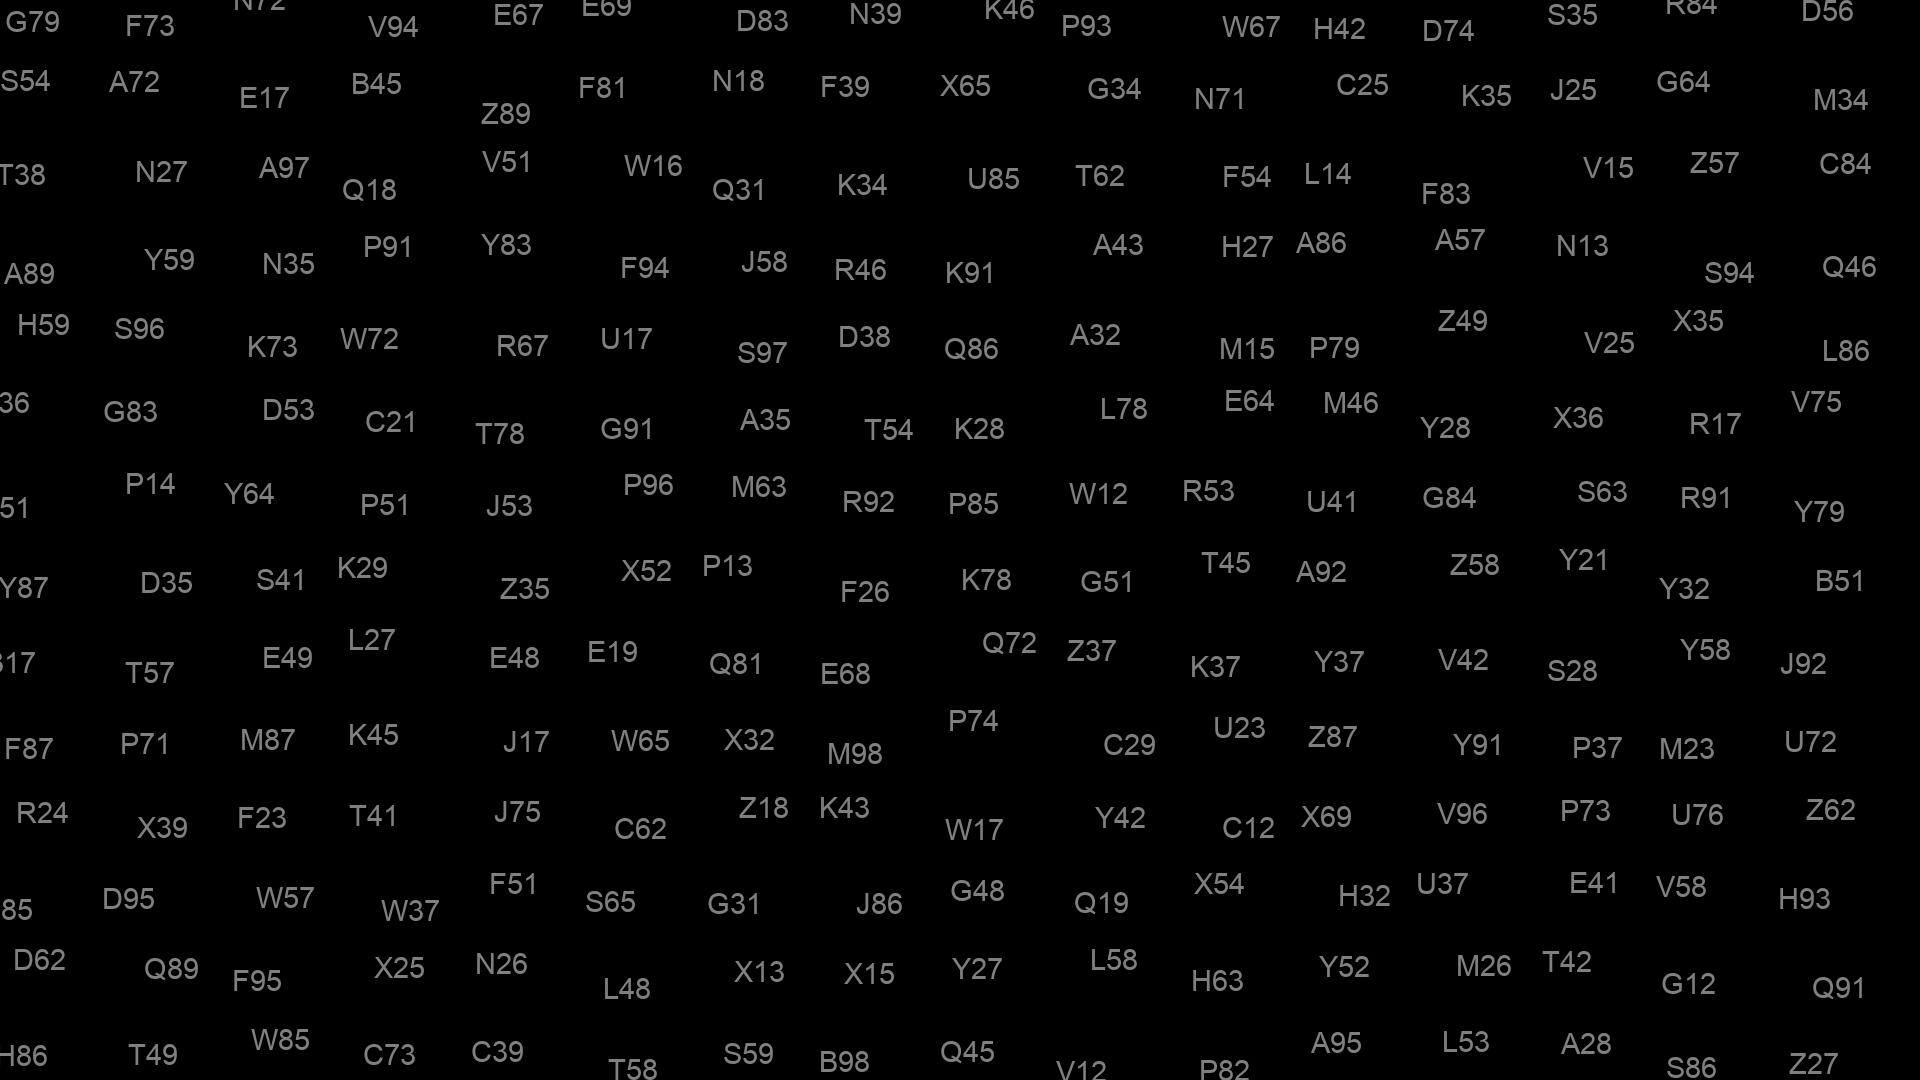 G79 F73 N72 V94 E67 E69 D83 N39 K46 P93 W67 H42 D74 S35 R84 D56
S54 A72 E17 B45 Z89 F81 N18 F39 X65 G34 N71 C25 K35 J25 G64 M34
T38 N27 A97 Q18 V51 W16 Q31 K34 U85 T62 F54 L14 F83 V15 Z57 C84
A89 Y59 N35 P91 Y83 F94 J58 R46 K91 A43 H27 A86 A57 N13 S94 Q46
H59 S96 K73 W72 R67 U17 S97 D38 Q86 A32 M15 P79 Z49 V25 X35 L86
36 G83 D53 C21 T78 G91 A35 T54 K28 L78 E64 M46 Y28 X36 R17 V75
51 P14 Y64 P51 J53 P96 M63 R92 P85 W12 R53 U41 G84 S63 R91 Y79
Y87 D35 S41 K29 Z35 X52 P13 F26 K78 G51 T45 A92 Z58 Y21 Y32 B51
17 T57 E49 L27 E48 E19 Q81 E68 Q72 Z37 K37 Y37 V42 S28 Y58 J92
F87 P71 M87 K45 J17 W65 X32 M98 P74 C29 U23 Z87 Y91 P37 M23 U72
R24 X39 F23 T41 J75 C62 Z18 K43 W17 Y42 C12 X69 V96 P73 U76 Z62
85 D95 W57 W37 F51 S65 G31 J86 G48 Q19 X54 H32 U37 E41 V58 H93
D62 Q89 F95 X25 N26 L48 X13 X15 Y27 L58 H63 Y52 M26 T42 G12 Q91
H86 T49 W85 C73 C39 T58 S59 B98 Q45 V12 P82 A95 L53 A28 S86 Z27